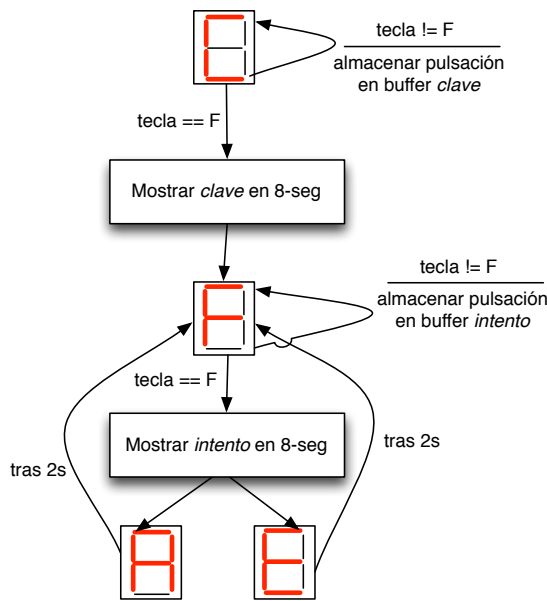 C
tecla != F
almacenar pulsación
en buffer clave
tecla == F
Mostrar clave en 8-seg
F
tecla != F
almacenar pulsación
en buffer intento
tecla == F
Mostrar intento en 8-seg
tras 2s
tras 2s
A
E